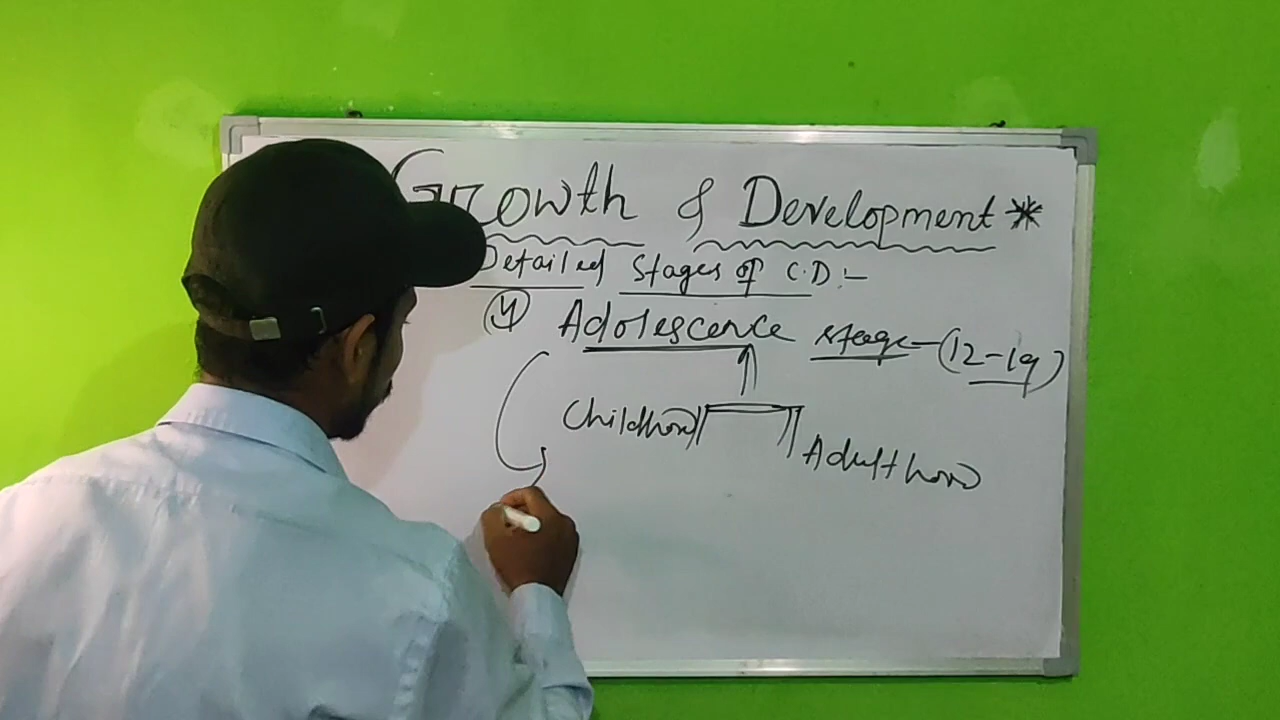 Growth & Development *
Detailed Stages of C.D :-
4) Adolescence stage - (12-19)
Childhood
Adulthood